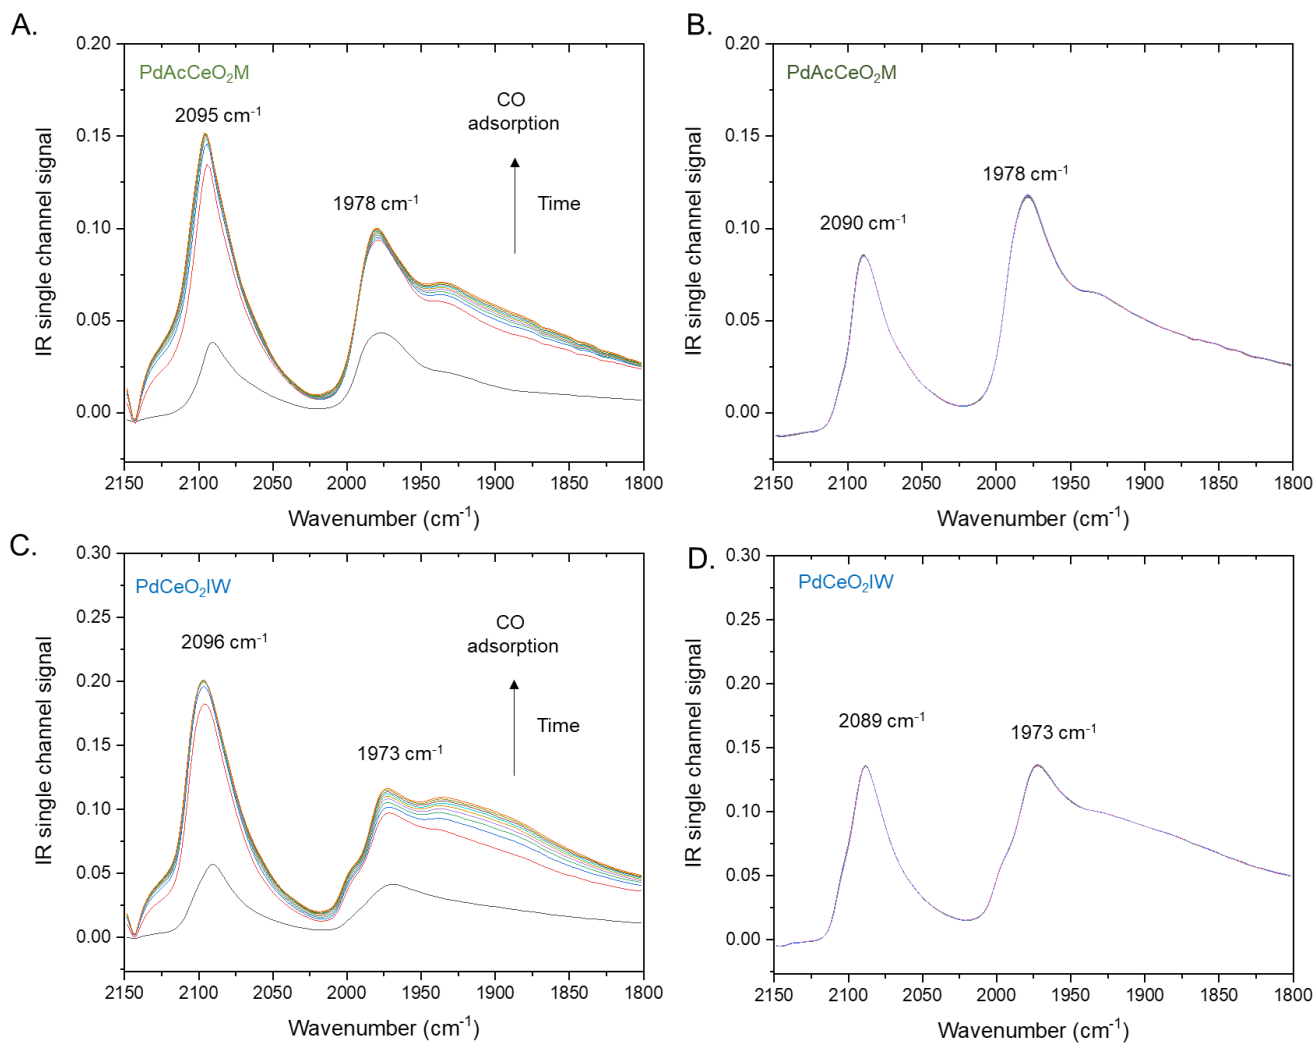 A.
0.20
0.15
0.10
0.05
0.00
IR single channel signal
PdAcCeO₂M
2095 cm⁻¹
1978 cm⁻¹
CO
adsorption
Time
2150 2100 2050 2000 1950 1900 1850 1800
Wavenumber (cm⁻¹)
B.
0.20
0.15
0.10
0.05
0.00
IR single channel signal
PdAcCeO₂M
2090 cm⁻¹
1978 cm⁻¹
2150 2100 2050 2000 1950 1900 1850 1800
Wavenumber (cm⁻¹)
C.
0.30
0.25
0.20
0.15
0.10
0.05
0.00
IR single channel signal
PdCeO₂IW
2096 cm⁻¹
1973 cm⁻¹
CO
adsorption
Time
2150 2100 2050 2000 1950 1900 1850 1800
Wavenumber (cm⁻¹)
D.
0.30
0.25
0.20
0.15
0.10
0.05
0.00
IR single channel signal
PdCeO₂IW
2089 cm⁻¹
1973 cm⁻¹
2150 2100 2050 2000 1950 1900 1850 1800
Wavenumber (cm⁻¹)